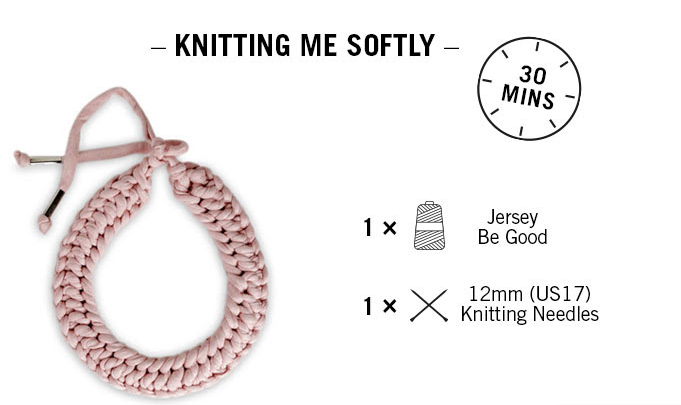 – KNITTING ME SOFTLY –
30
MINS
1 × Jersey
Be Good
1 × 12mm (US17)
Knitting Needles